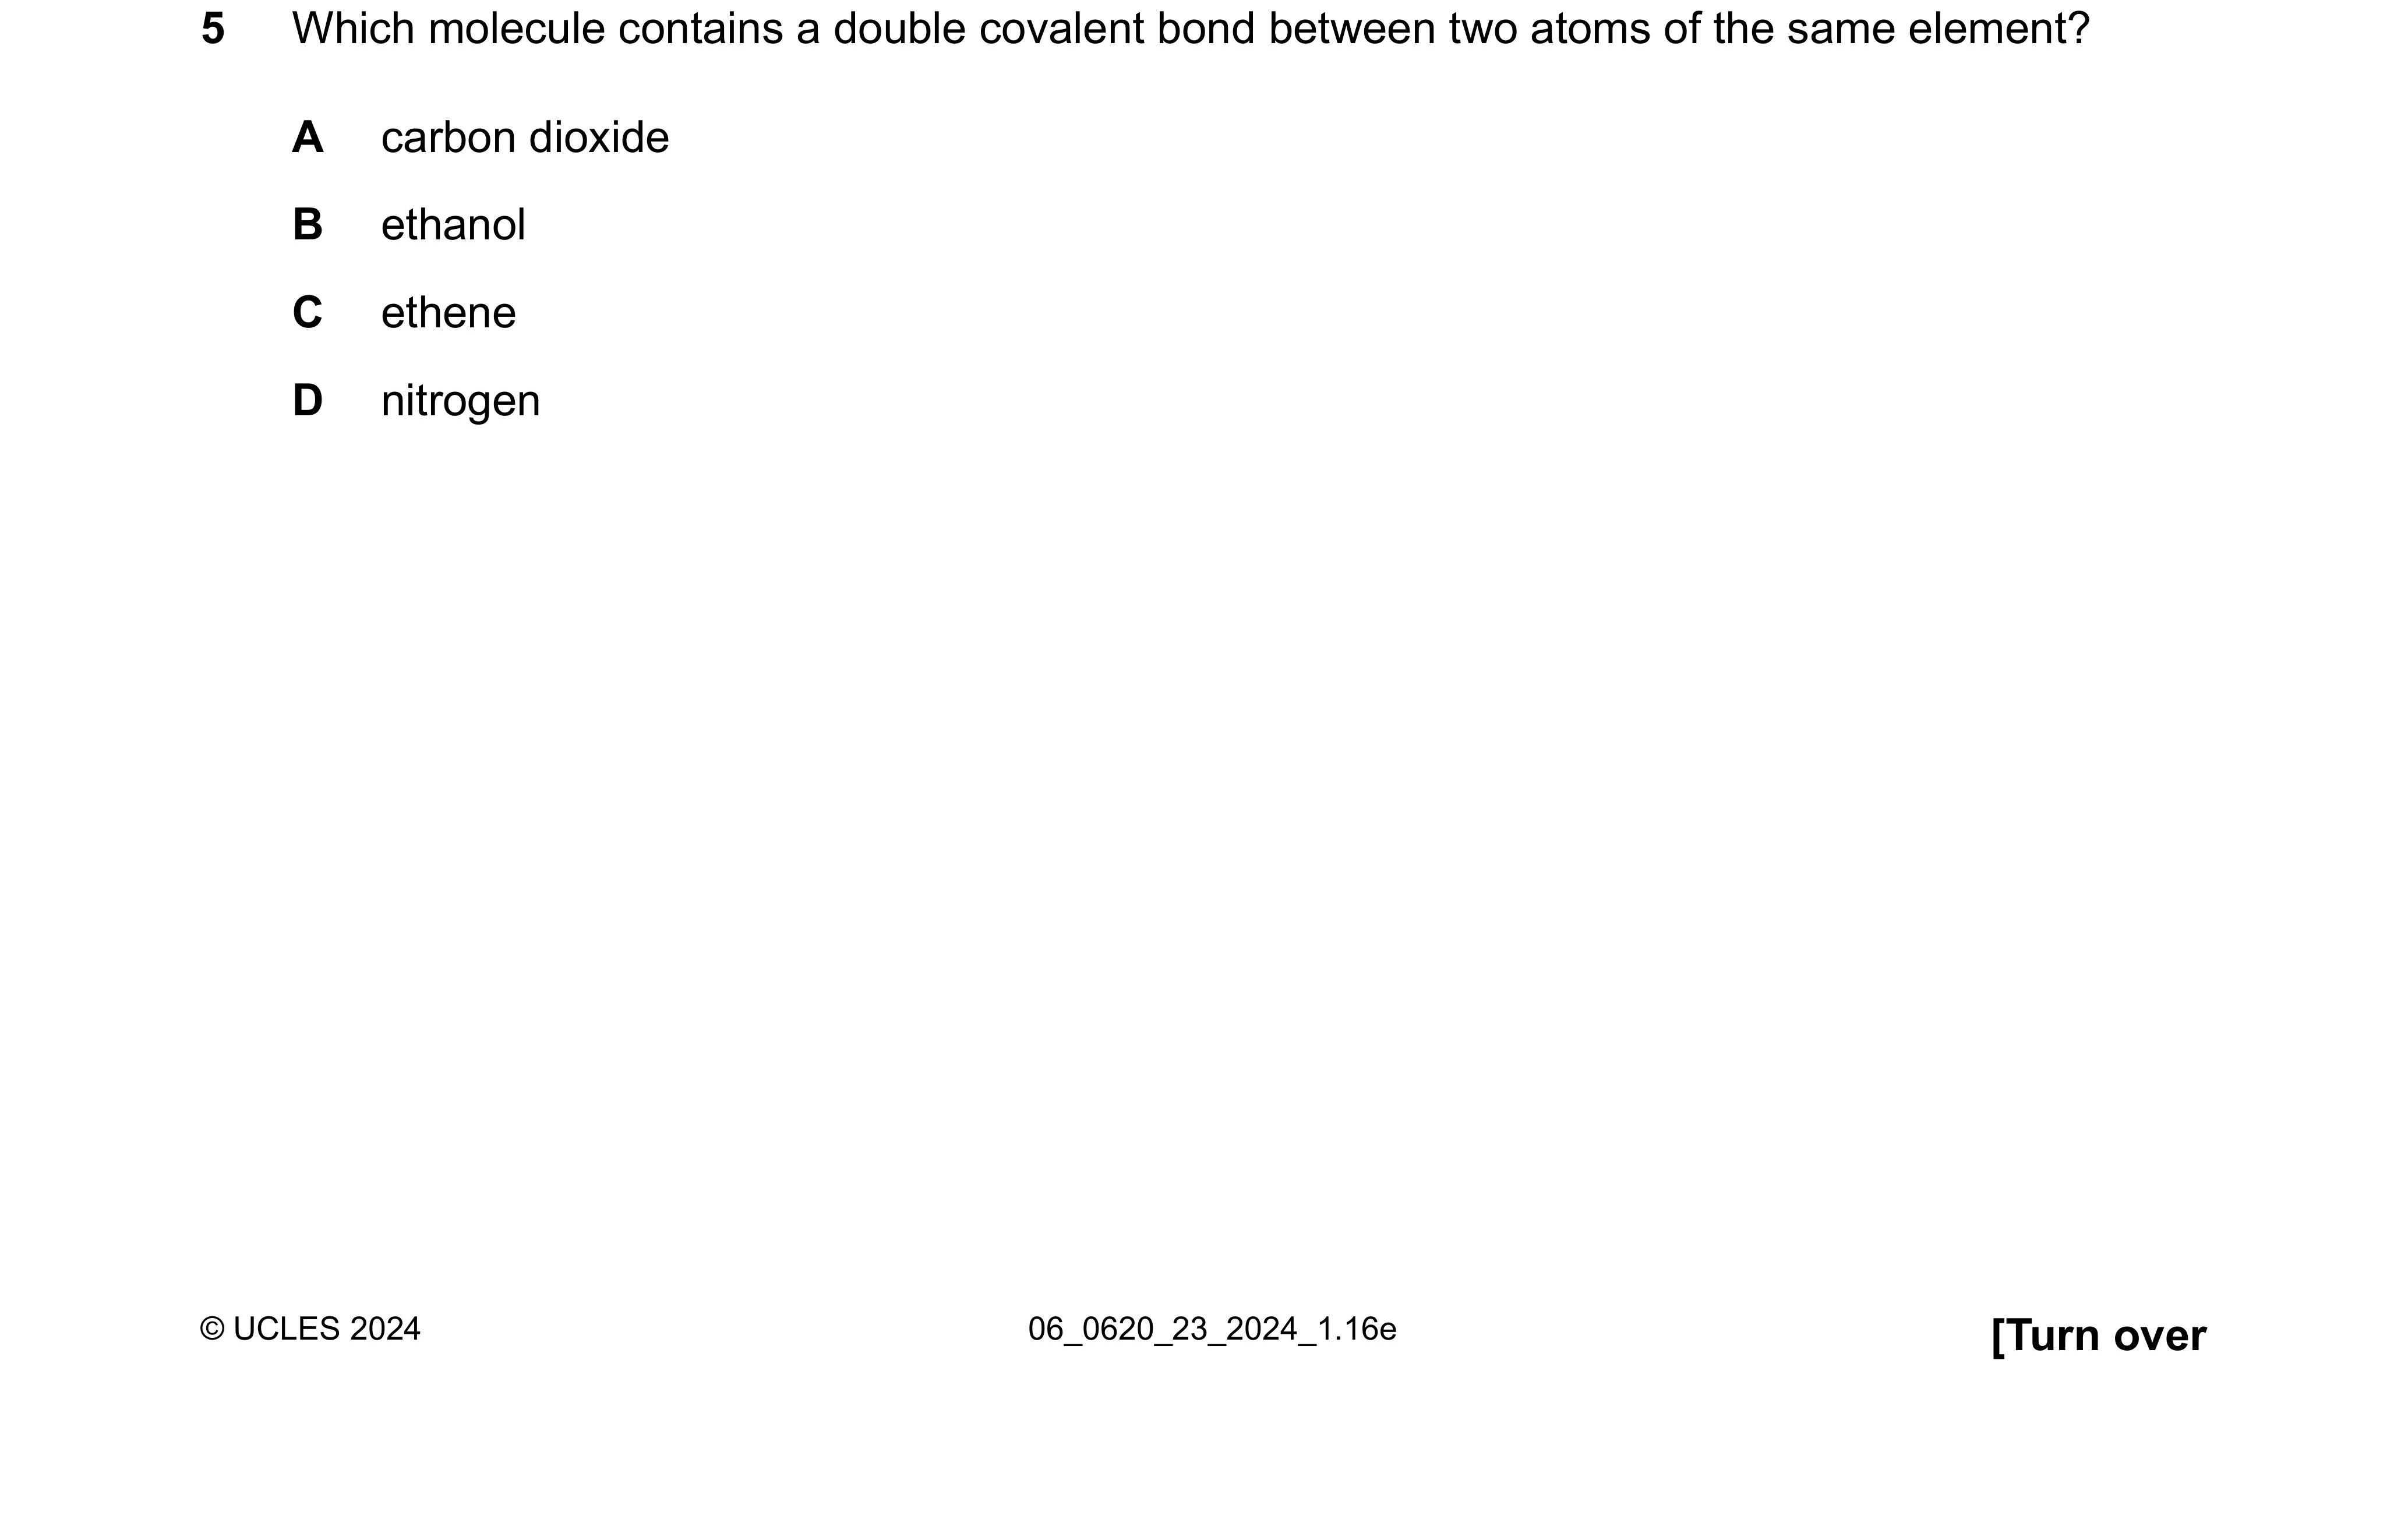 5 Which molecule contains a double covalent bond between two atoms of the same element?
A carbon dioxide
B ethanol
C ethene
D nitrogen
© UCLES 2024 06_0620_23_2024_1.16e [Turn over